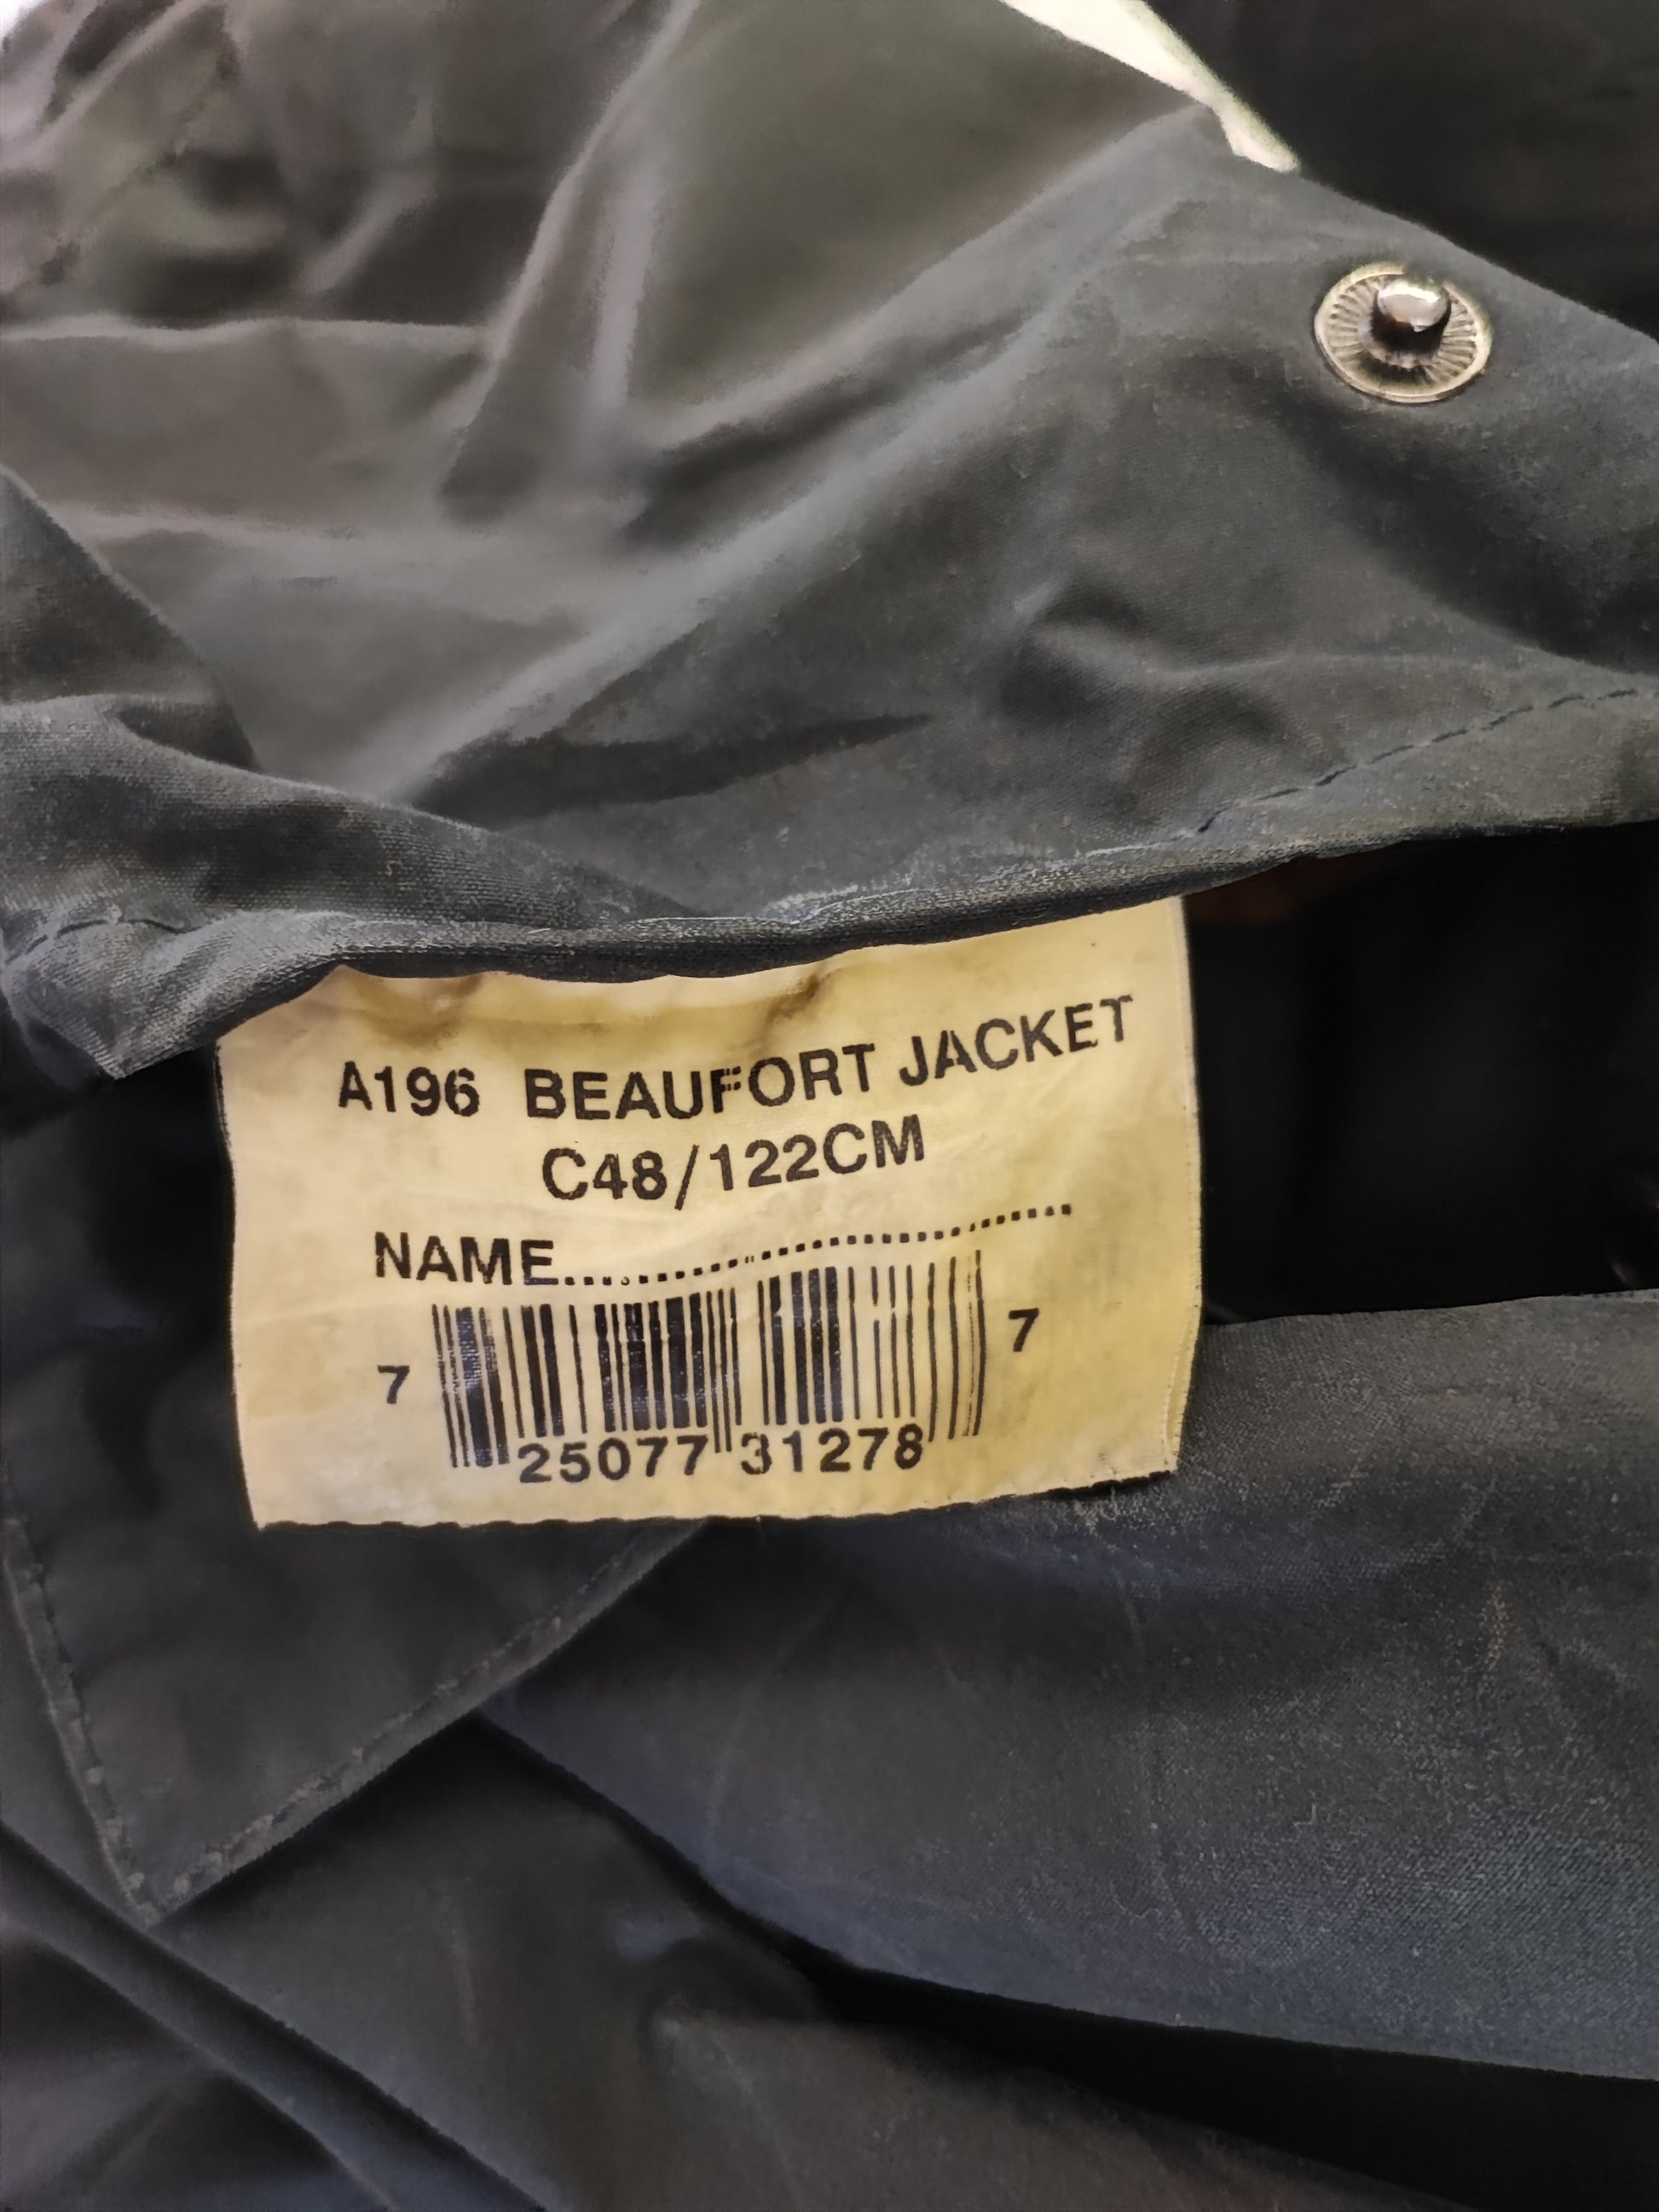 A196 BEAUFORT JACKET
C48/122CM
NAME..............................................
7 25077 31278 7